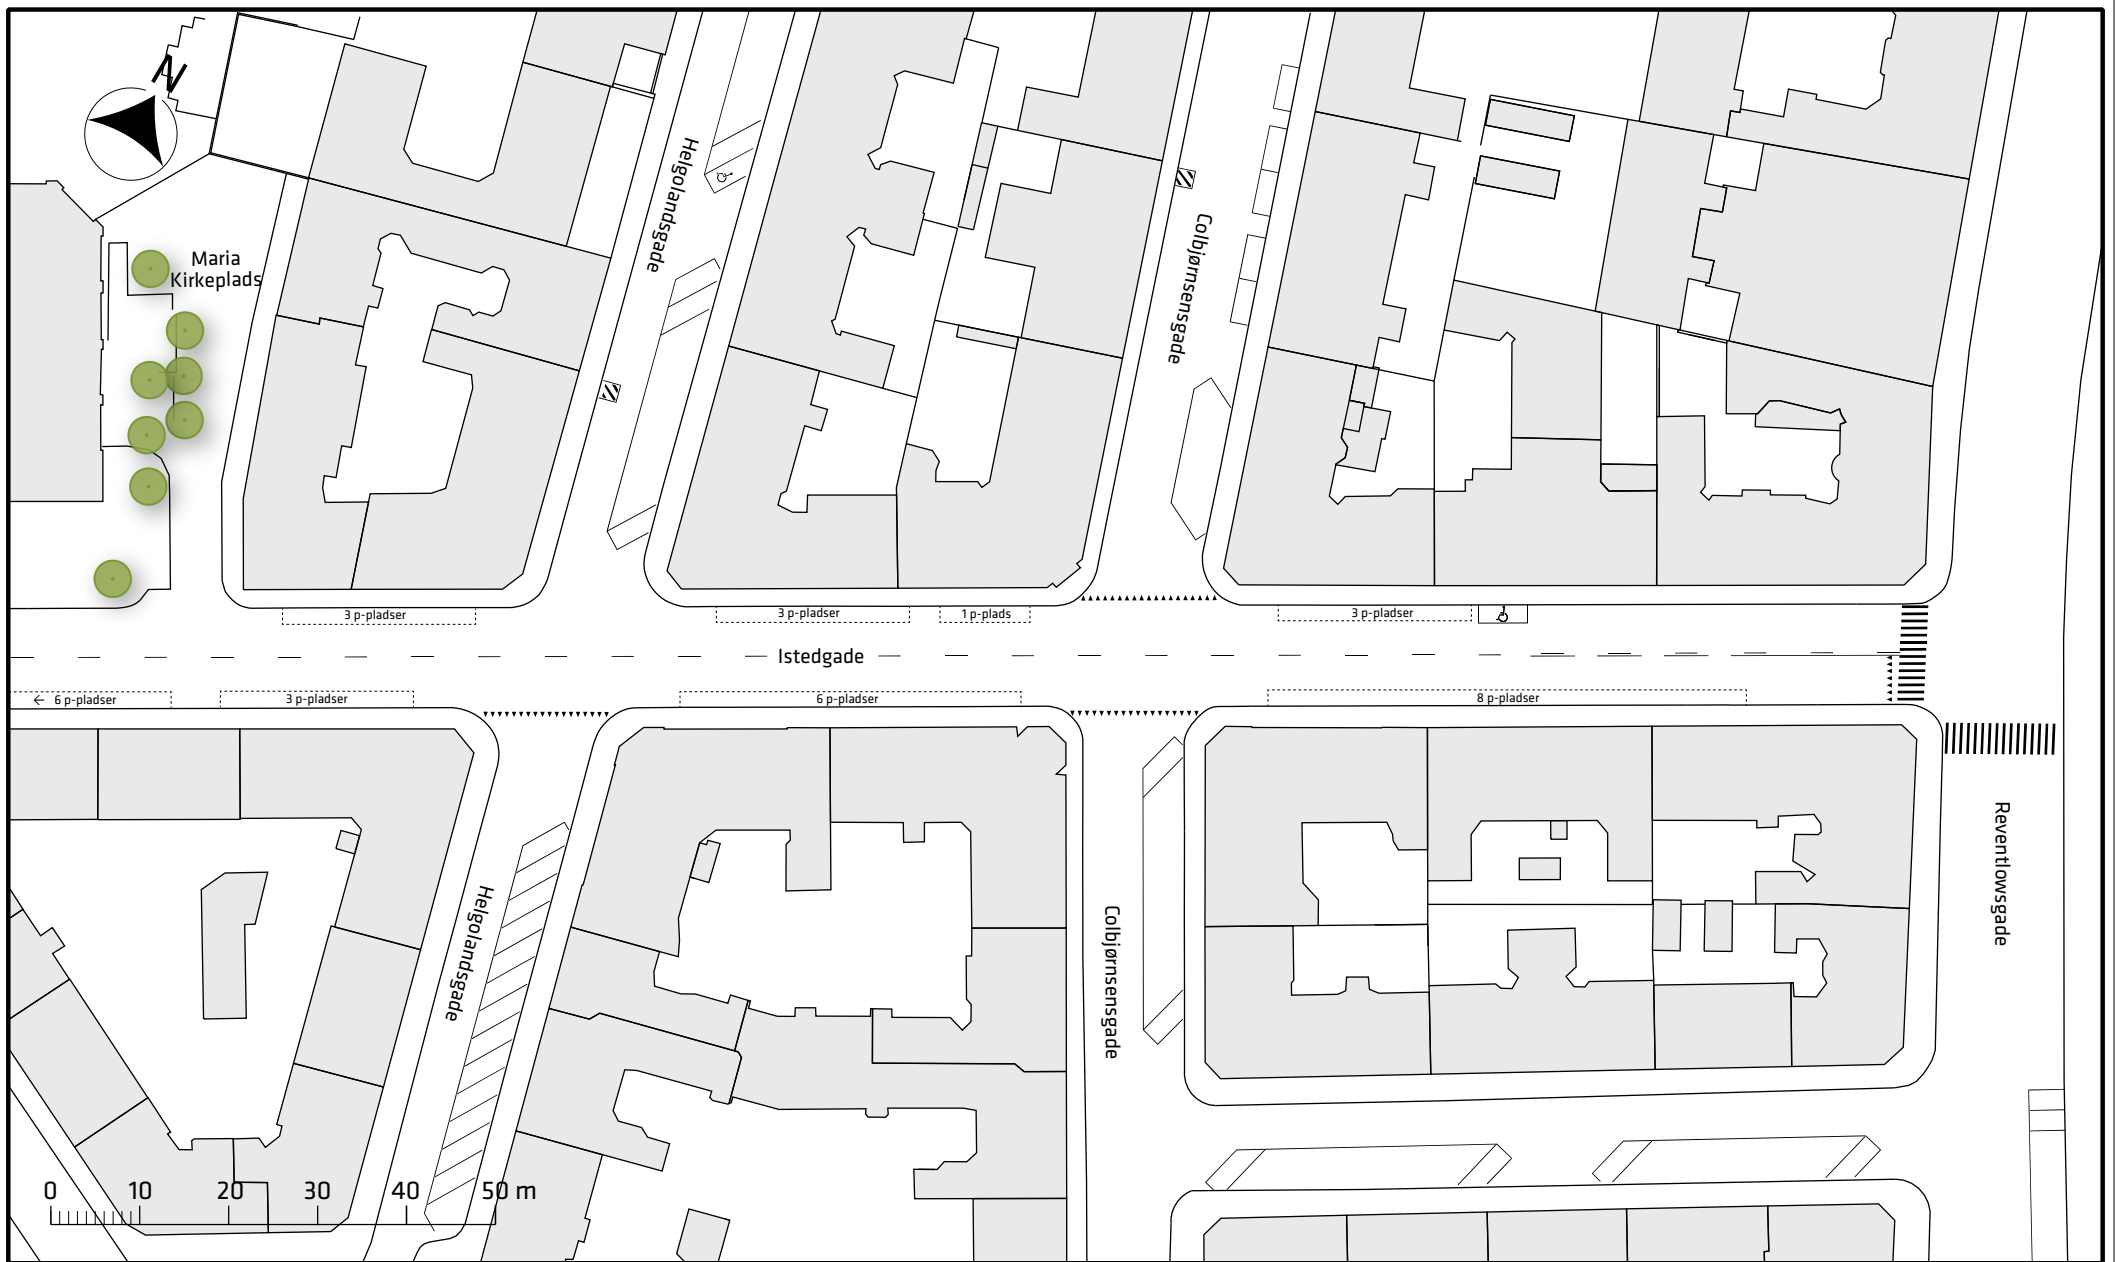 N
Maria
Kirkeplads
Helgolandsgade
Colbjørnsensgade
3 p-pladser
3 p-pladser
1 p-plads
3 p-pladser
Istedgade
← 6 p-pladser
3 p-pladser
6 p-pladser
8 p-pladser
Helgolandsgade
Colbjørnsensgade
Reventlowsgade
0 10 20 30 40 50 m